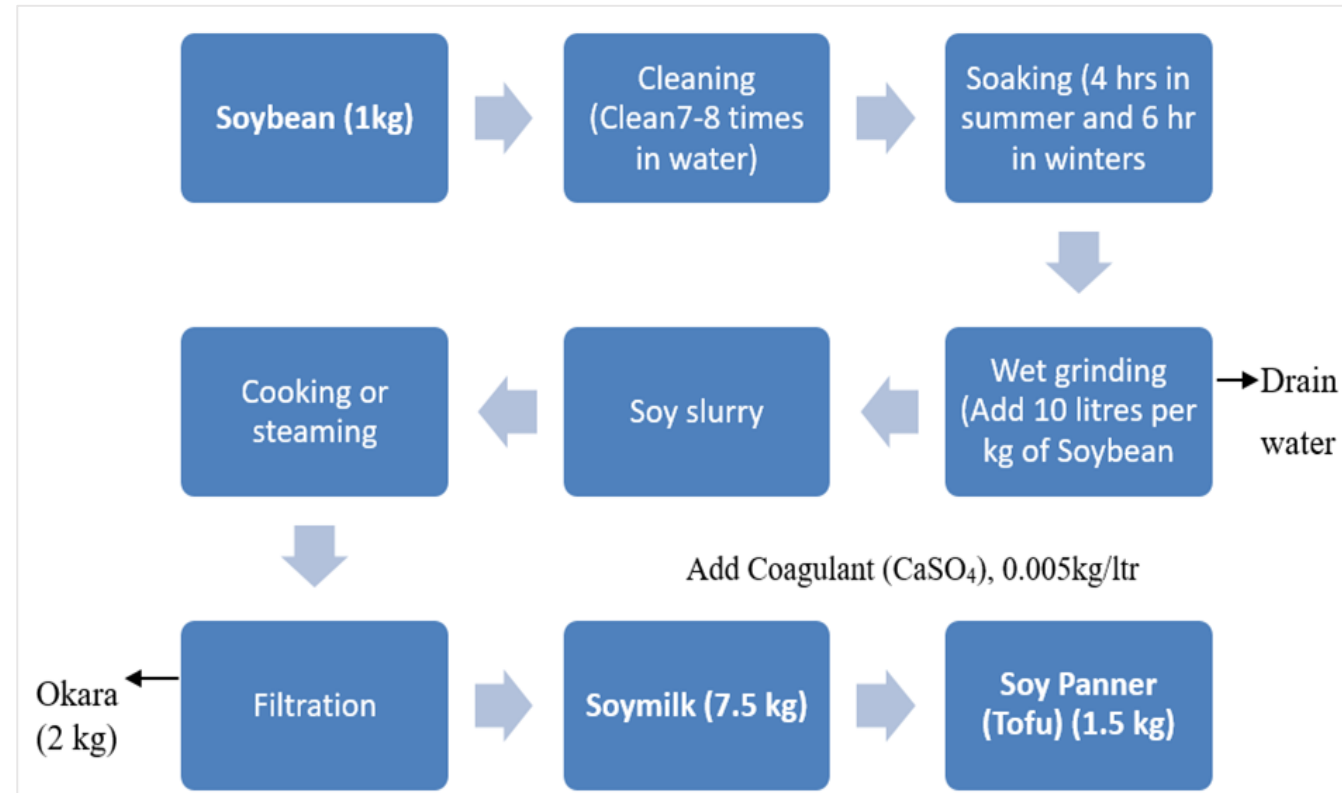 Soybean (1kg)
Cleaning
(Clean7-8 times
in water)
Soaking (4 hrs in
summer and 6 hr
in winters
Wet grinding
(Add 10 litres per
kg of Soybean
Drain
water
Soy slurry
Cooking or
steaming
Filtration
Okara
(2 kg)
Soymilk (7.5 kg)
Add Coagulant (CaSO₄), 0.005kg/ltr
Soy Panner
(Tofu) (1.5 kg)